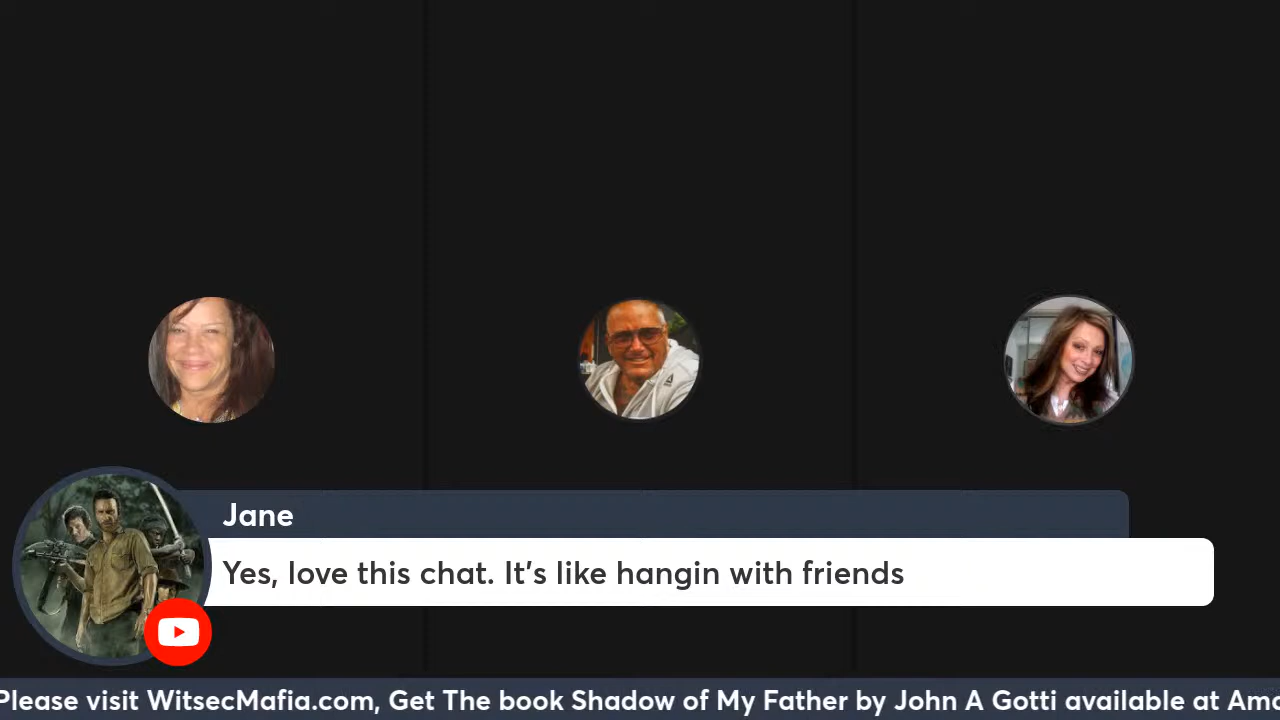 Jane
Yes, love this chat. It's like hangin with friends
Please visit WitsecMafia.com, Get The book Shadow of My Father by John A Gotti available at